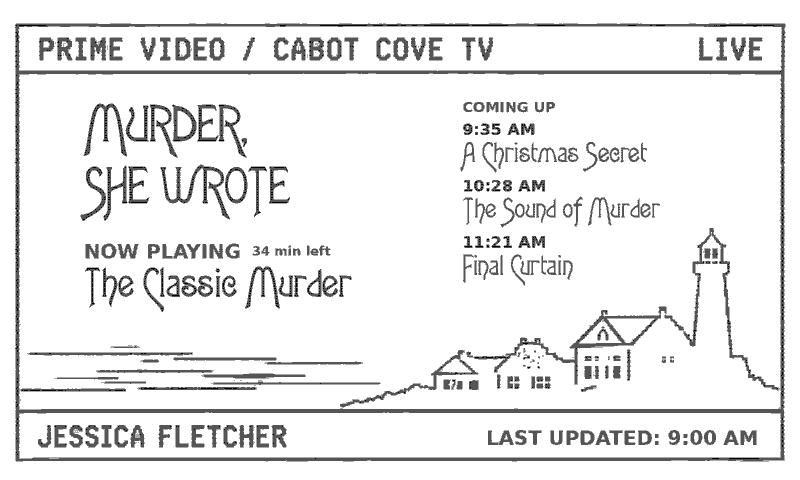 PRIME VIDEO / CABOT COVE TV
LIVE
MURDER,
SHE WROTE
NOW PLAYING 34 min left
The Classic Murder
COMING UP
9:35 AM
A Christmas Secret
10:28 AM
The Sound of Murder
11:21 AM
Final Curtain
JESSICA FLETCHER
LAST UPDATED: 9:00 AM